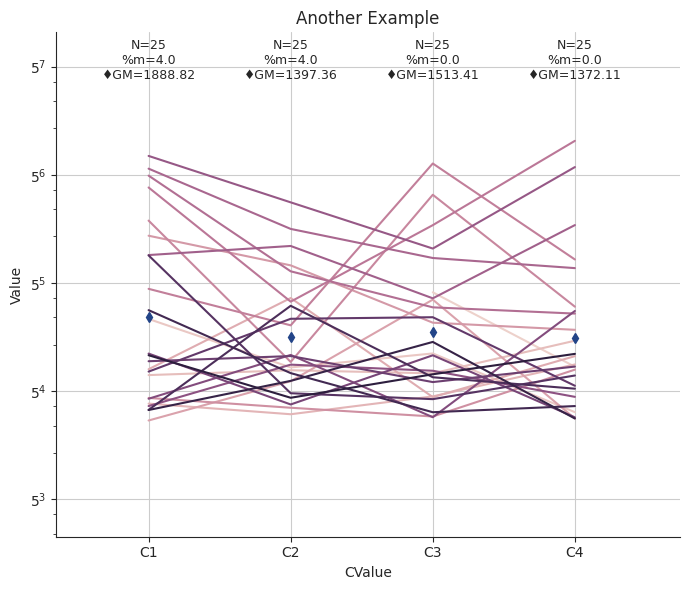 Another Example
N=25 N=25 N=25 N=25
%m=4.0 %m=4.0 %m=0.0 %m=0.0
♦GM=1888.82 ♦GM=1397.36 ♦GM=1513.41 ♦GM=1372.11
5⁷
5⁶
5⁵
5⁴
5³
Value
C1 C2 C3 C4
CValue